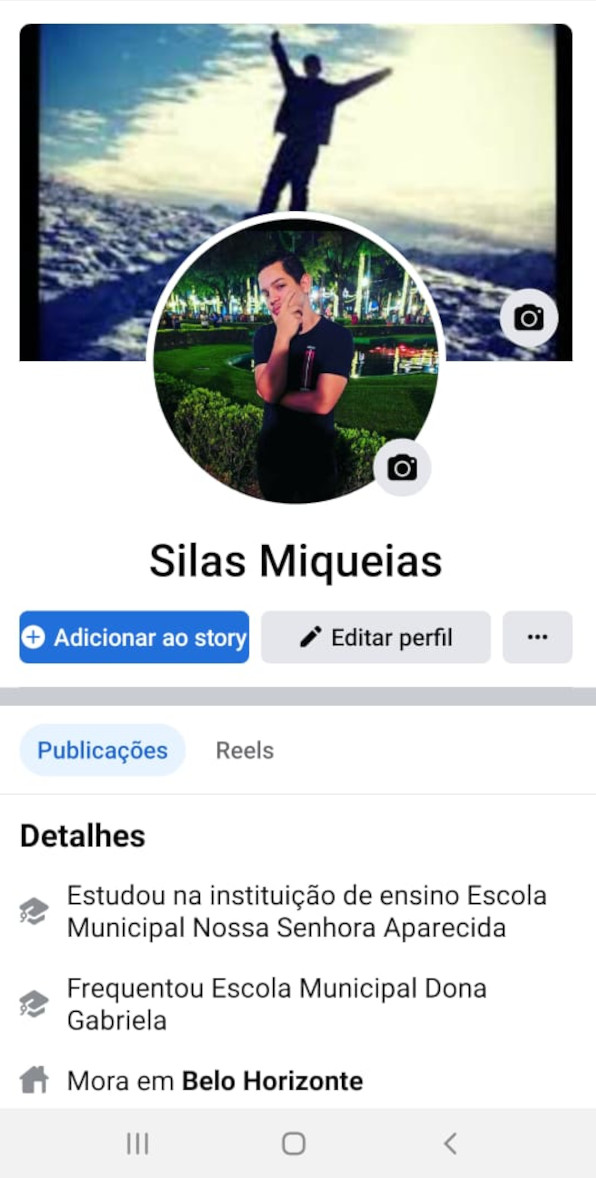 Silas Miqueias
Adicionar ao story
Editar perfil
Publicações
Reels
Detalhes
Estudou na instituição de ensino Escola
Municipal Nossa Senhora Aparecida
Frequentou Escola Municipal Dona
Gabriela
Mora em Belo Horizonte